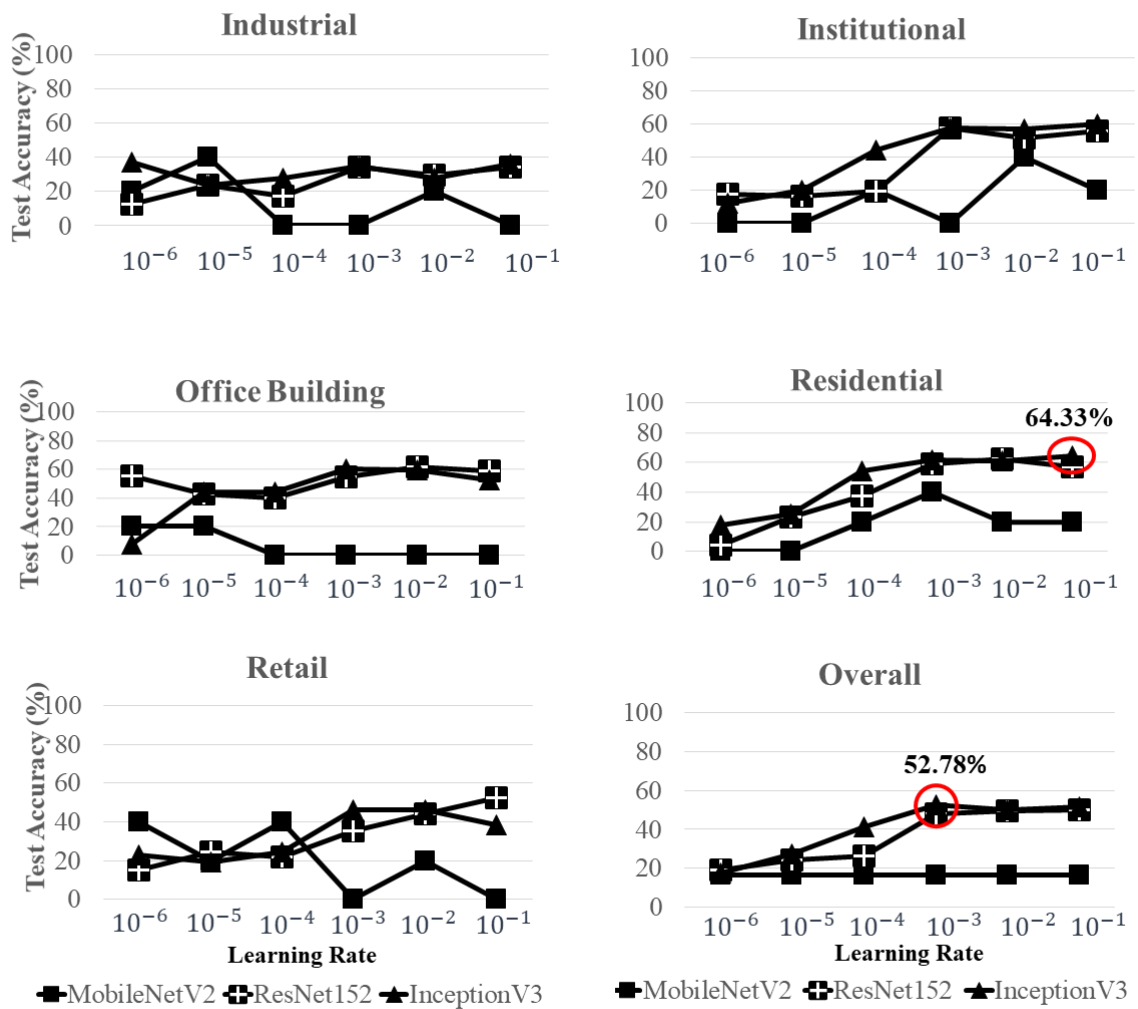 Industrial
Test Accuracy (%)
100
80
60
40
20
0
10⁻⁶ 10⁻⁵ 10⁻⁴ 10⁻³ 10⁻² 10⁻¹
Institutional
100
80
60
40
20
0
10⁻⁶ 10⁻⁵ 10⁻⁴ 10⁻³ 10⁻² 10⁻¹
Office Building
Test Accuracy (%)
100
80
60
40
20
0
10⁻⁶ 10⁻⁵ 10⁻⁴ 10⁻³ 10⁻² 10⁻¹
Residential
100
80
60
40
20
0
64.33%
10⁻⁶ 10⁻⁵ 10⁻⁴ 10⁻³ 10⁻² 10⁻¹
Retail
Test Accuracy (%)
100
80
60
40
20
0
10⁻⁶ 10⁻⁵ 10⁻⁴ 10⁻³ 10⁻² 10⁻¹
Learning Rate
MobileNetV2 ResNet152 InceptionV3
Overall
100
80
60
40
20
0
52.78%
10⁻⁶ 10⁻⁵ 10⁻⁴ 10⁻³ 10⁻² 10⁻¹
Learning Rate
MobileNetV2 ResNet152 InceptionV3